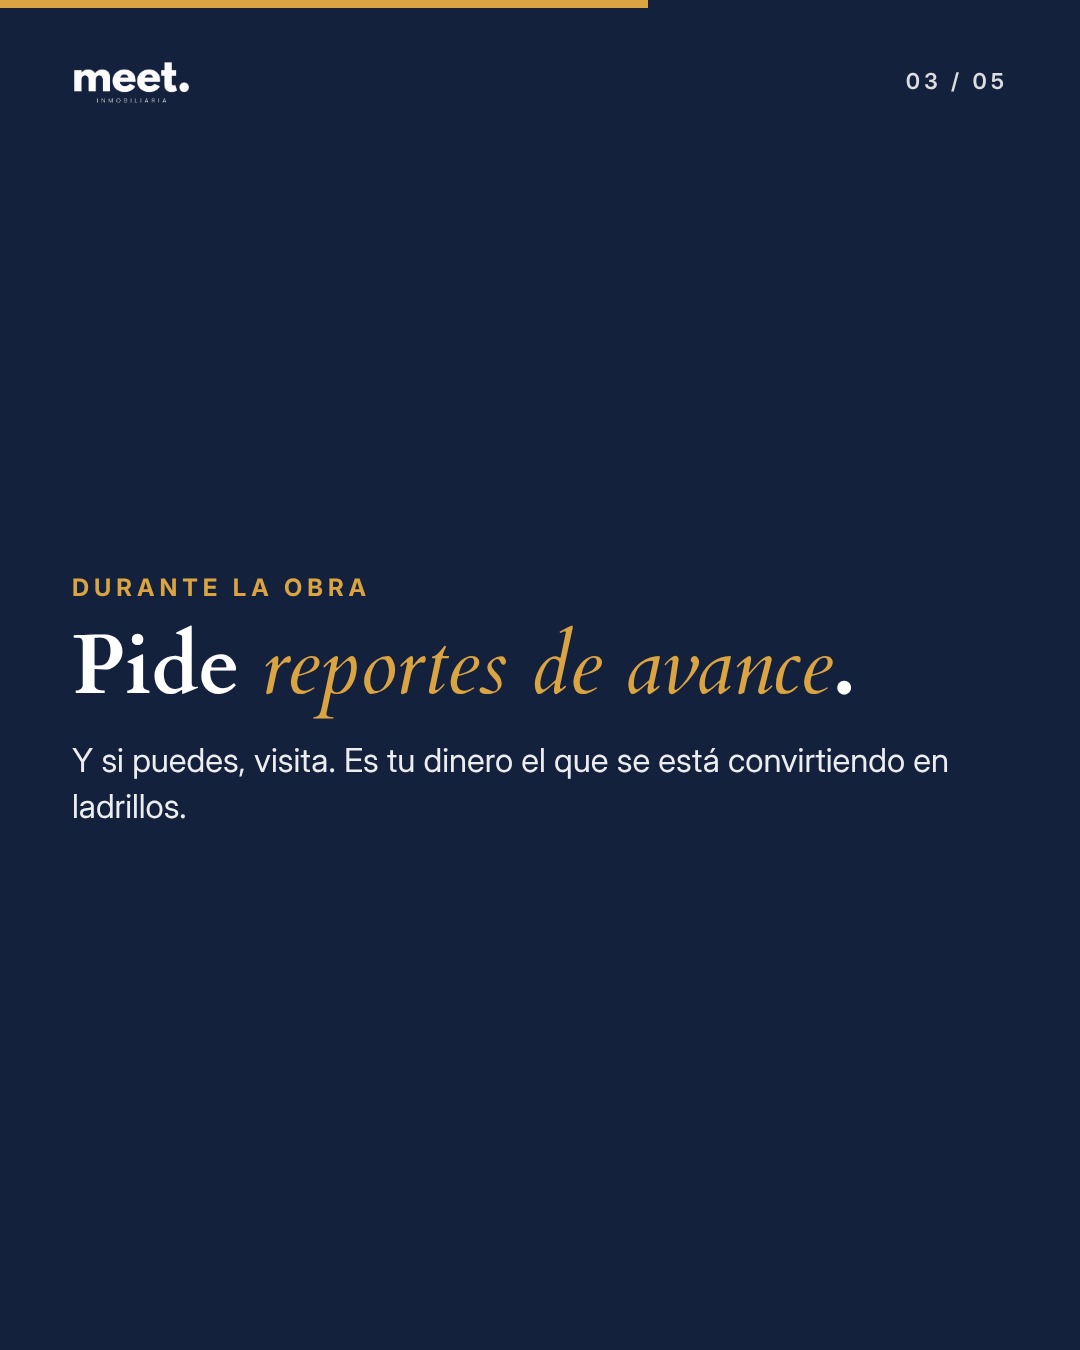 meet.
INMOBILIARIA
03 / 05
DURANTE LA OBRA
Pide reportes de avance.
Y si puedes, visita. Es tu dinero el que se está convirtiendo en
ladrillos.